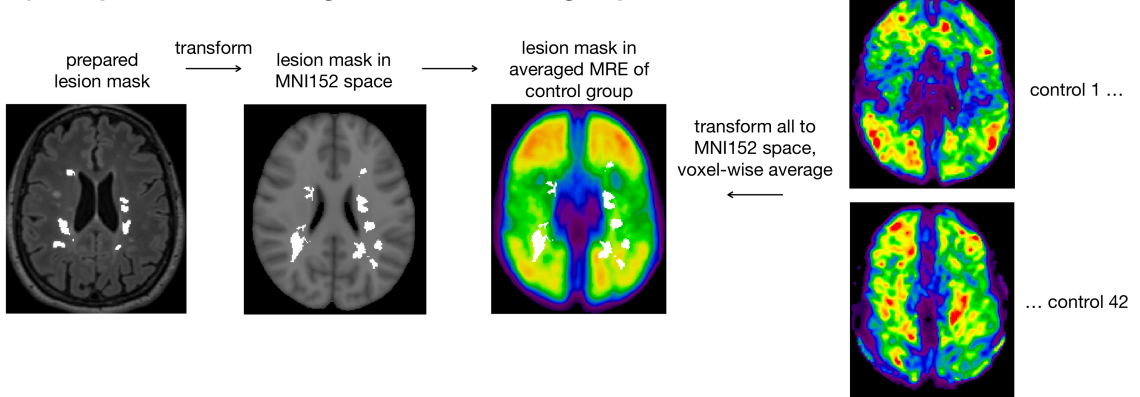 prepared
lesion mask
transform
lesion mask in
MNI152 space
lesion mask in
averaged MRE of
control group
transform all to
MNI152 space,
voxel-wise average
control 1 ...
... control 42